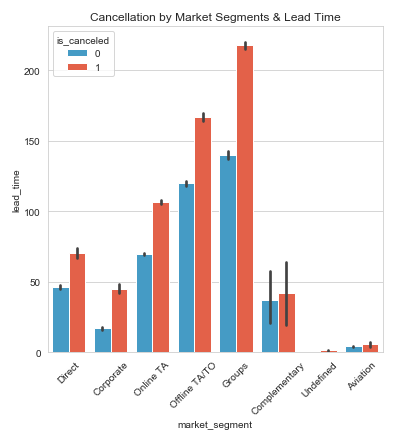 Cancellation by Market Segments & Lead Time
is_canceled
0
1
200
150
100
50
0
lead_time
Direct
Corporate
Online TA
Offline TA/TO
Groups
Complementary
Undefined
Aviation
market_segment